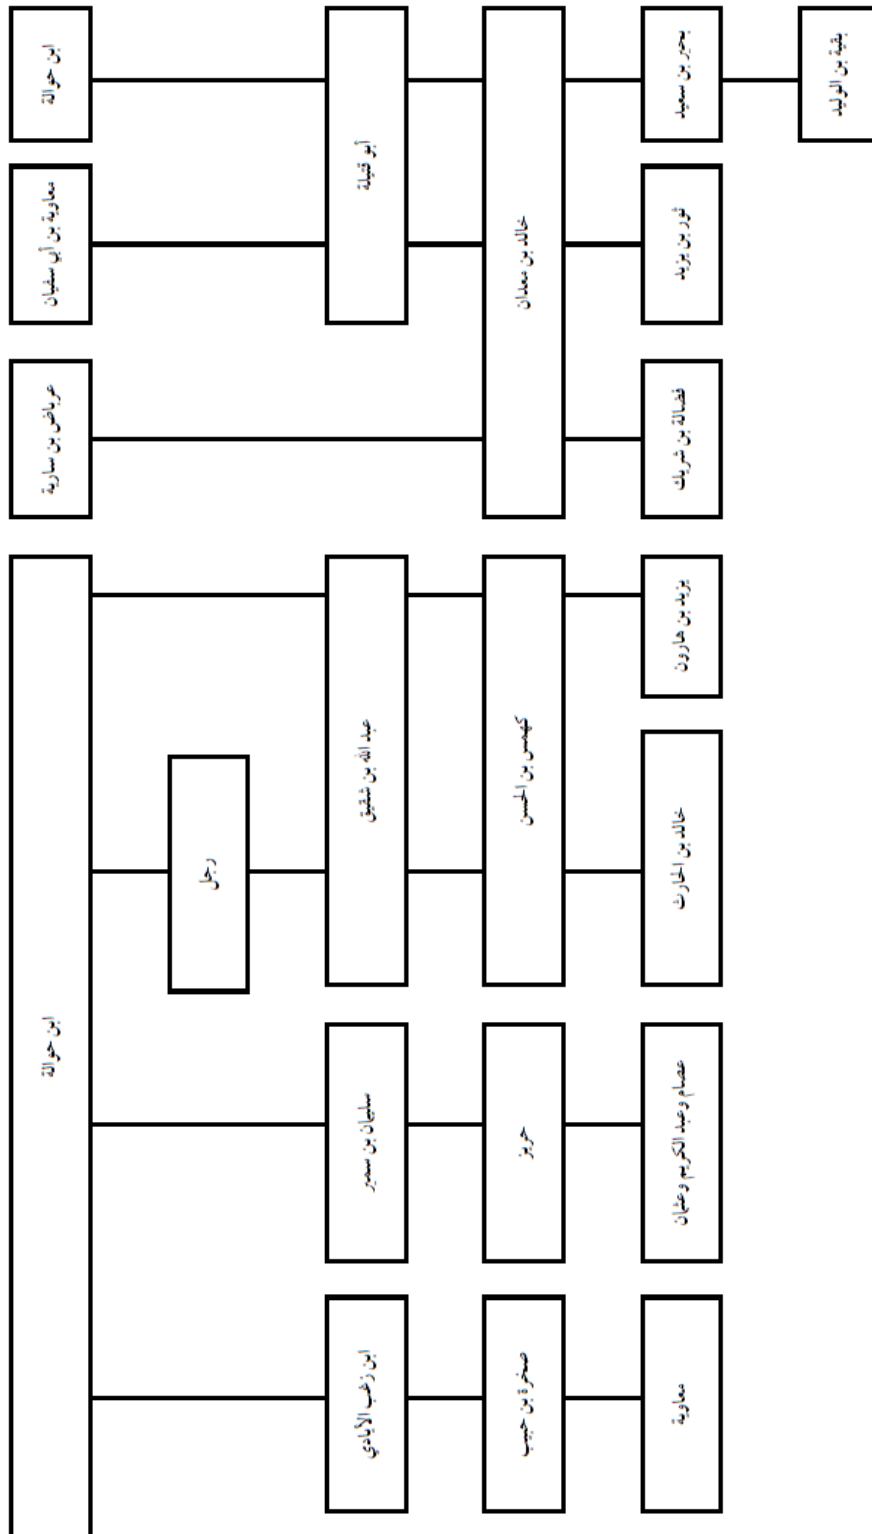 ابن حوالة
معاوية بن أبي سفيان
عرباض بن سارية
ابن حوالة
رجل
أبو قتيلة
عبد الله بن شقيق
سليمان بن سمير
ابن زغب الأيادي
خالد بن معدان
كهمس بن الحسن
حريز
صخرة بن حبيب
بحير بن سعيد
ثور بن يزيد
فضالة بن شريك
يزيد بن هارون
خالد بن الحارث
عصام وعبد الكريم وعثمان
معاوية
بقية بن الوليد